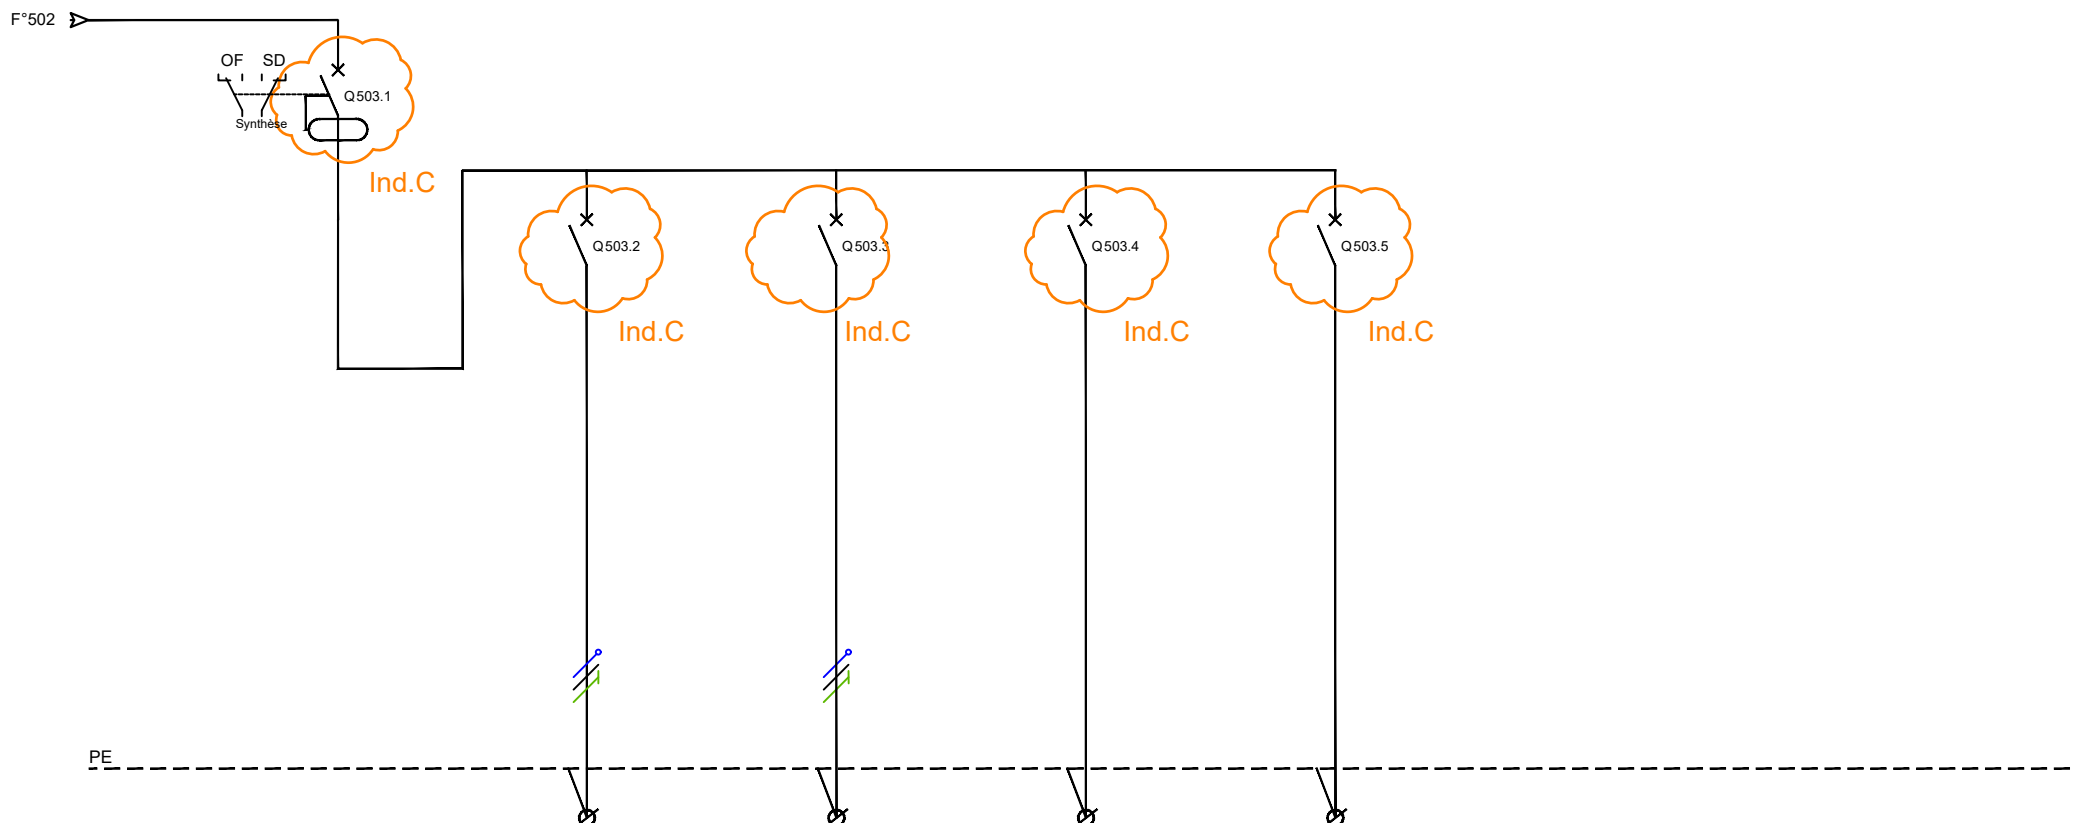 F°502
OF SD
Q503.1
Synthèse
Ind.C
Q503.2
Q503.3
Q503.4
Q503.5
Ind.C
Ind.C
Ind.C
Ind.C
PE